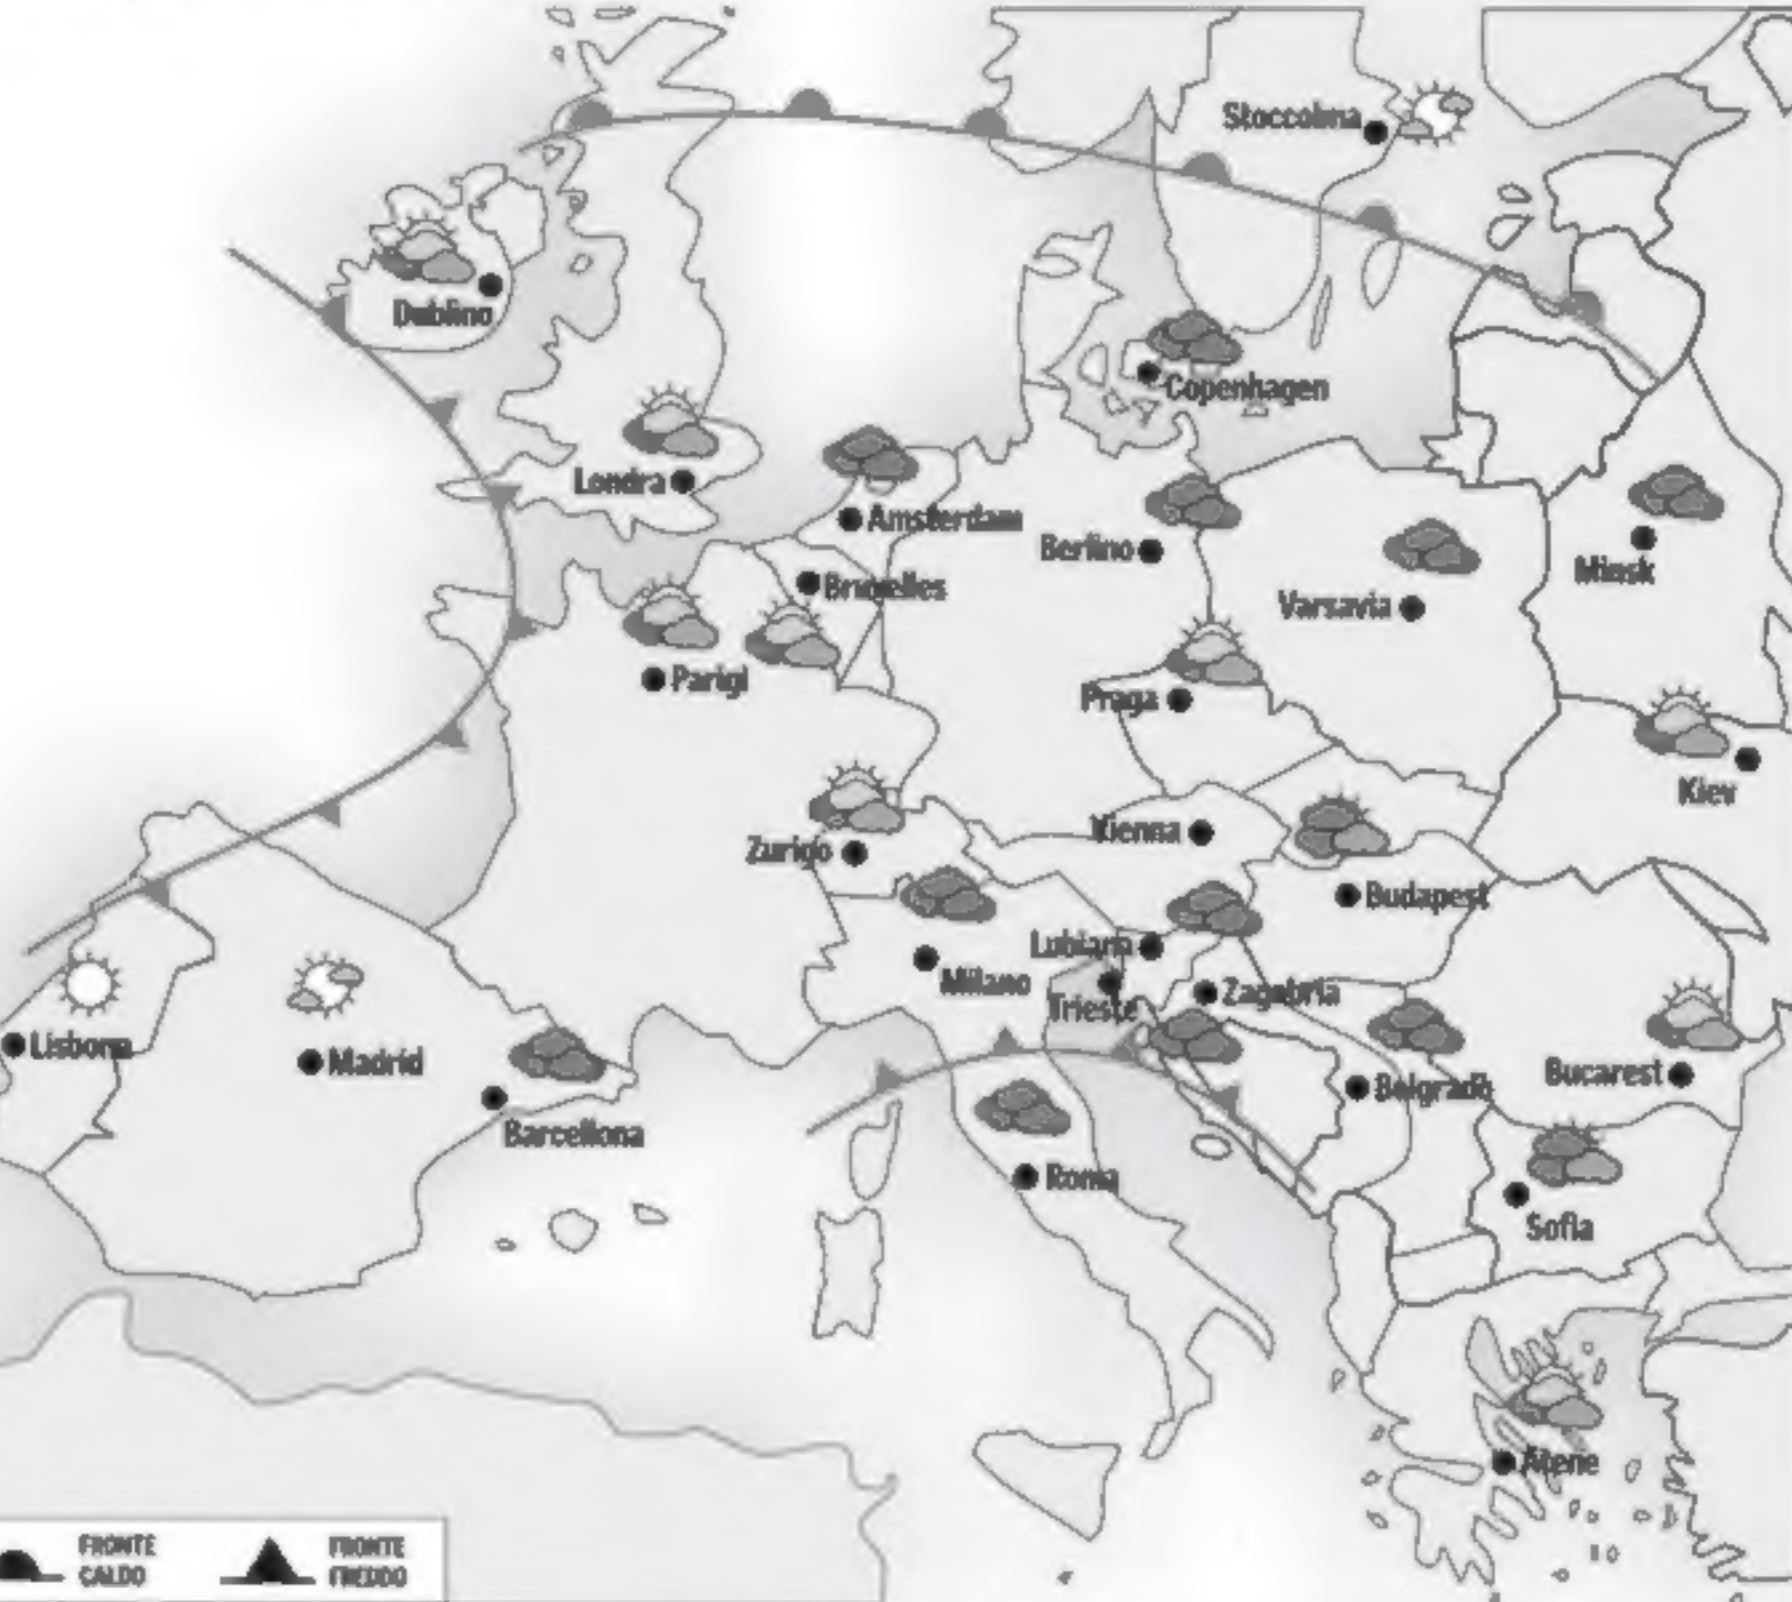 Stoccolma
Dublino
Copenhagen
Londra
Amsterdam
Berlino
Bruxelles
Minsk
Varsavia
Parigi
Praga
Kiev
Vienna
Zurigo
Budapest
Lubiana
Milano
Zagabria
Trieste
Lisbona
Madrid
Bucarest
Belgrado
Barcellona
Roma
Sofia
Atene
FRONTE
CALDO
FRONTE
FREDDO